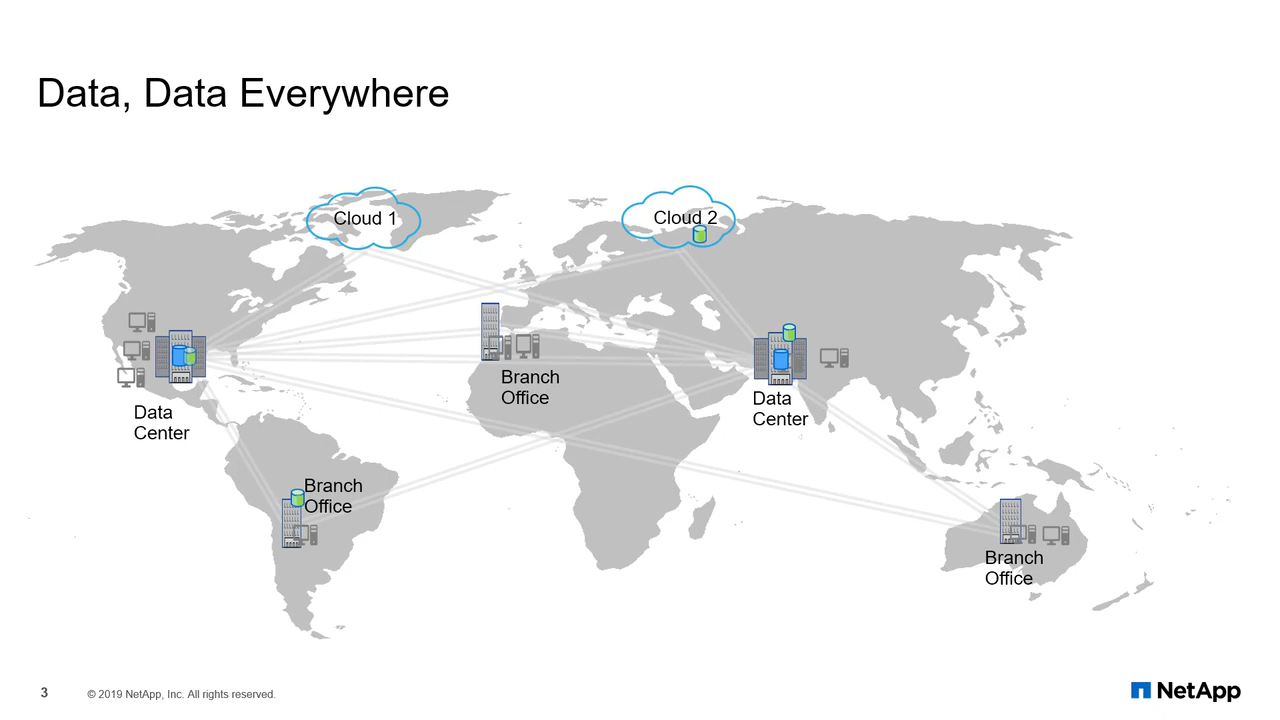 Data, Data Everywhere
Cloud 1
Cloud 2
Branch
Office
Data
Center
Data
Center
Branch
Office
Branch
Office
3
© 2019 NetApp, Inc. All rights reserved.
NetApp